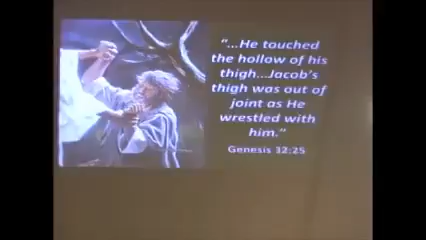 "...He touched
the hollow of his
thigh...Jacob's
thigh was out of
joint as He
wrestled with
him."
Genesis 32:25